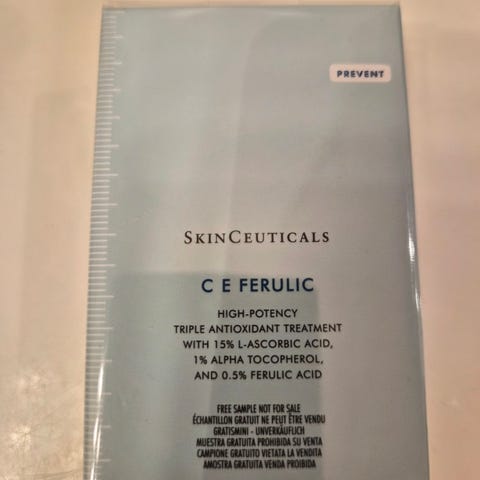 PREVENT
SKINCEUTICALS
C E FERULIC
HIGH-POTENCY
TRIPLE ANTIOXIDANT TREATMENT
WITH 15% L-ASCORBIC ACID,
1% ALPHA TOCOPHEROL,
AND 0.5% FERULIC ACID
FREE SAMPLE NOT FOR SALE
ÉCHANTILLON GRATUIT NE PEUT ÊTRE VENDU
GRATISMINI - UNVERKÄUFLICH
MUESTRA GRATUITA PROHIBIDA SU VENTA
CAMPIONE GRATUITO VIETATA LA VENDITA
AMOSTRA GRATUITA VENDA PROIBIDA